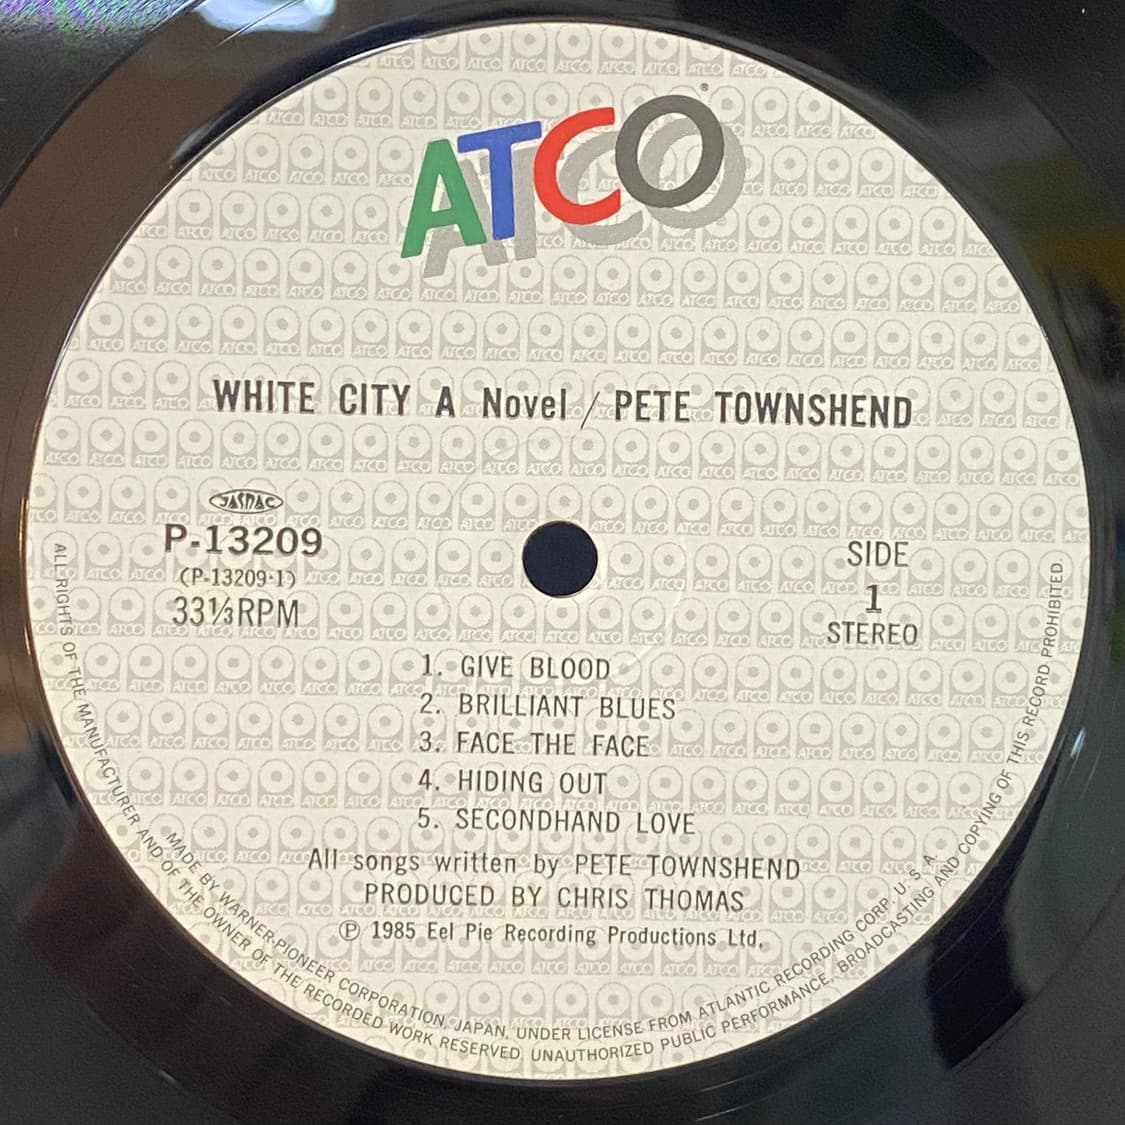 ATCO®
WHITE CITY A Novel / PETE TOWNSHEND
JASRAC
P-13209
(P-13209-1)
33⅓RPM
SIDE
1
STEREO
1. GIVE BLOOD
2. BRILLIANT BLUES
3. FACE THE FACE
4. HIDING OUT
5. SECONDHAND LOVE
All songs written by PETE TOWNSHEND
PRODUCED BY CHRIS THOMAS
Ⓟ 1985 Eel Pie Recording Productions Ltd.
MADE BY WARNER-PIONEER CORPORATION, JAPAN, UNDER LICENSE FROM ATLANTIC RECORDING CORP. U. S. A.
ALL RIGHTS OF THE MANUFACTURER AND OF THE OWNER OF THE RECORDED WORK RESERVED. UNAUTHORIZED PUBLIC PERFORMANCE, BROADCASTING AND COPYING OF THIS RECORD PROHIBITED.